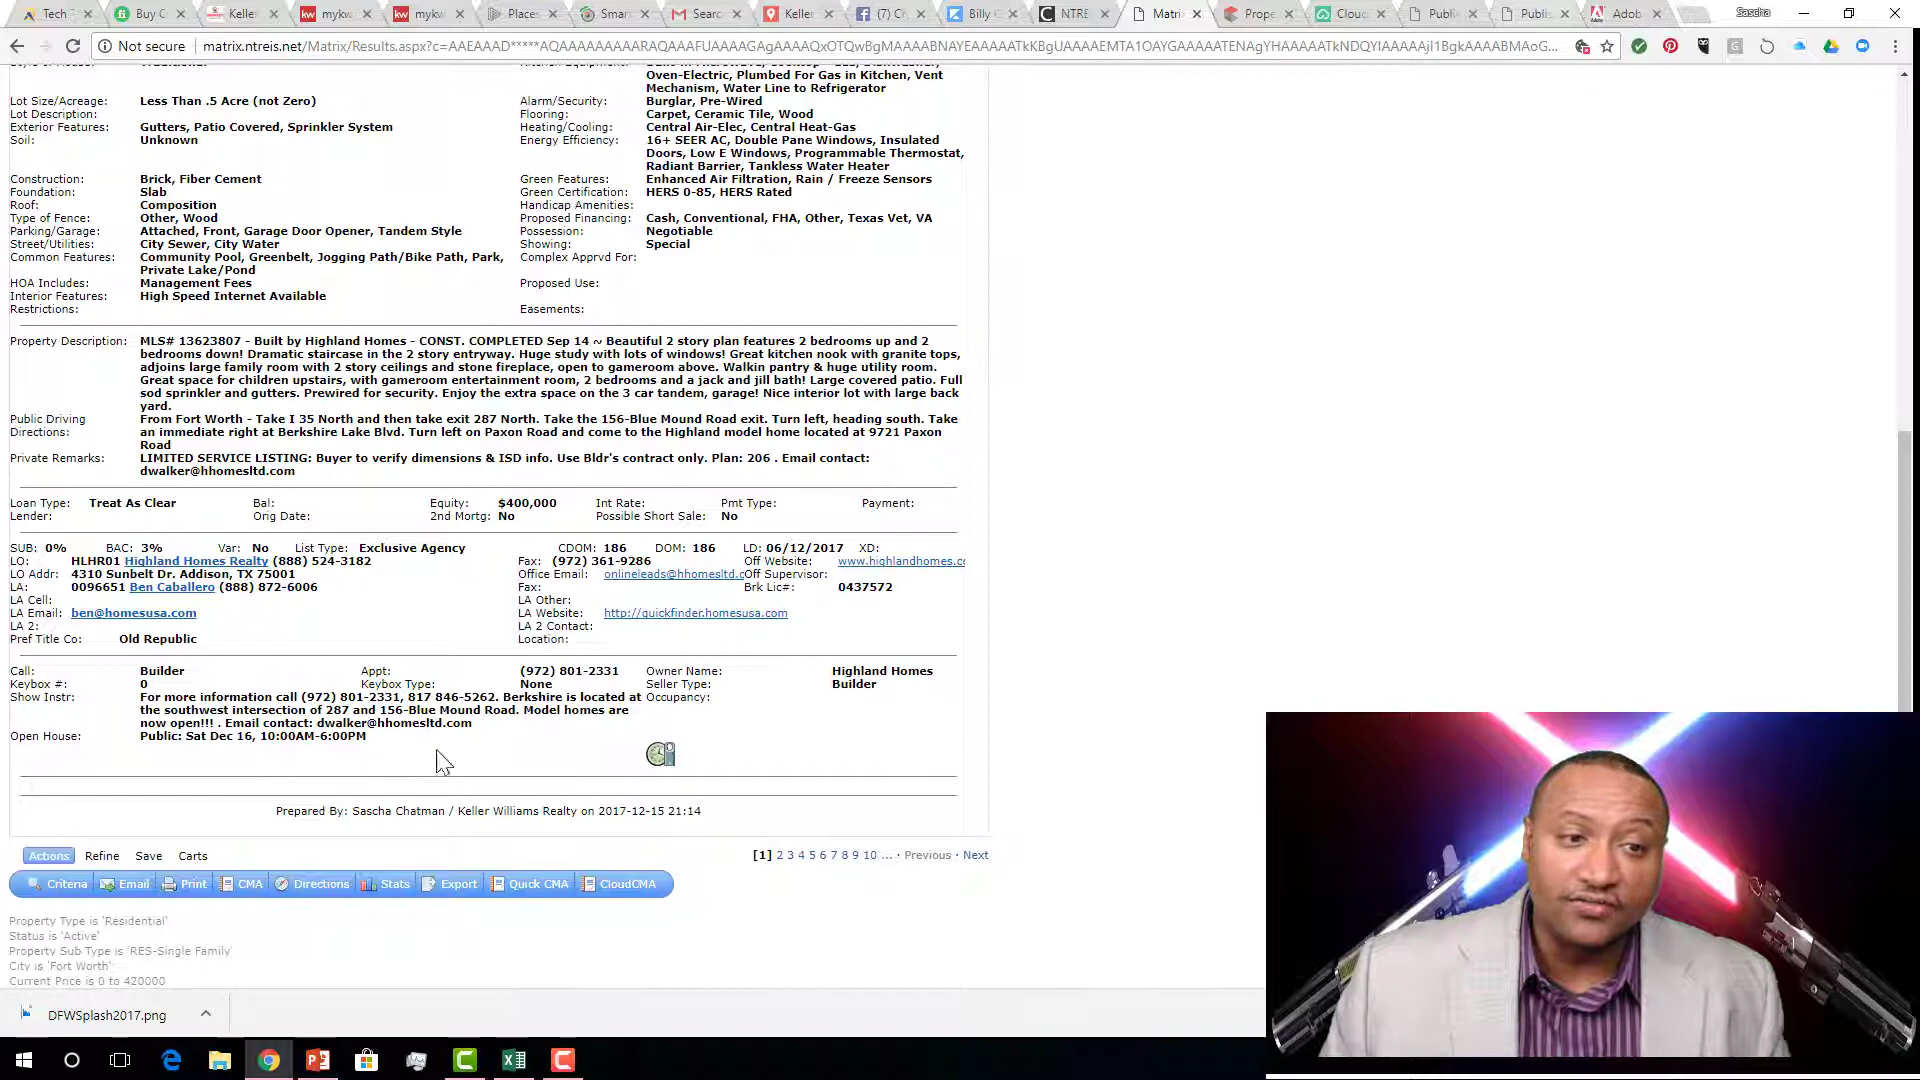 Tech
Buy C
Keller
mykw
mykw
Places
Smar
Searc
Keller
(7) Cr
Billy
NTRE
Matri
Prope
Cloud
Public
Public
Adob
Sascha
Not secure
Lot Size/Acreage: Less Than .5 Acre (not Zero)
Lot Description:
Exterior Features: Gutters, Patio Covered, Sprinkler System
Soil: Unknown
Construction: Brick, Fiber Cement
Foundation: Slab
Roof: Composition
Type of Fence: Other, Wood
Parking/Garage: Attached, Front, Garage Door Opener, Tandem Style
Street/Utilities: City Sewer, City Water
Common Features: Community Pool, Greenbelt, Jogging Path/Bike Path, Park,
Private Lake/Pond
HOA Includes: Management Fees
Interior Features: High Speed Internet Available
Restrictions:
Oven-Electric, Plumbed For Gas in Kitchen, Vent
Mechanism, Water Line to Refrigerator
Alarm/Security: Burglar, Pre-Wired
Flooring: Carpet, Ceramic Tile, Wood
Heating/Cooling: Central Air-Elec, Central Heat-Gas
Energy Efficiency: 16+ SEER AC, Double Pane Windows, Insulated
Doors, Low E Windows, Programmable Thermostat,
Radiant Barrier, Tankless Water Heater
Green Features: Enhanced Air Filtration, Rain / Freeze Sensors
Green Certification: HERS 0-85, HERS Rated
Handicap Amenities:
Proposed Financing: Cash, Conventional, FHA, Other, Texas Vet, VA
Possession: Negotiable
Showing: Special
Complex Apprvd For:
Proposed Use:
Easements:
Property Description: MLS# 13623807 - Built by Highland Homes - CONST. COMPLETED Sep 14 ~ Beautiful 2 story plan features 2 bedrooms up and 2
bedrooms down! Dramatic staircase in the 2 story entryway. Huge study with lots of windows! Great kitchen nook with granite tops,
adjoins large family room with 2 story ceilings and stone fireplace, open to gameroom above. Walkin pantry & huge utility room.
Great space for children upstairs, with gameroom entertainment room, 2 bedrooms and a jack and jill bath! Large covered patio. Full
sod sprinkler and gutters. Prewired for security. Enjoy the extra space on the 3 car tandem, garage! Nice interior lot with large back
yard.
Public Driving Directions: From Fort Worth - Take I 35 North and then take exit 287 North. Take the 156-Blue Mound Road exit. Turn left, heading south. Take
an immediate right at Berkshire Lake Blvd. Turn left on Paxon Road and come to the Highland model home located at 9721 Paxon
Road
Private Remarks: LIMITED SERVICE LISTING: Buyer to verify dimensions & ISD info. Use Bldr's contract only. Plan: 206 . Email contact:
dwalker@hhomesltd.com
Loan Type: Treat As Clear Bal: Equity: $400,000 Int Rate: Pmt Type: Payment:
Lender: Orig Date: 2nd Mortg: No Possible Short Sale: No
SUB: 0% BAC: 3% Var: No List Type: Exclusive Agency CDOM: 186 DOM: 186 LD: 06/12/2017 XD:
LO: HLHR01 Highland Homes Realty (888) 524-3182 Fax: (972) 361-9286 Off Website: www.highlandhomes.c
LO Addr: 4310 Sunbelt Dr. Addison, TX 75001 Office Email: onlineleads@hhomesltd.c Off Supervisor:
LA: 0096651 Ben Caballero (888) 872-6006 Fax: Brk Lic#: 0437572
LA Cell: LA Other:
LA Email: ben@homesusa.com LA Website: http://quickfinder.homesusa.com
LA 2: LA 2 Contact:
Pref Title Co: Old Republic Location:
Call: Builder Appt: (972) 801-2331 Owner Name: Highland Homes
Keybox #: 0 Keybox Type: None Seller Type: Builder
Show Instr: For more information call (972) 801-2331, 817 846-5262. Berkshire is located at Occupancy:
the southwest intersection of 287 and 156-Blue Mound Road. Model homes are
now open!!! . Email contact: dwalker@hhomesltd.com
Open House: Public: Sat Dec 16, 10:00AM-6:00PM
Prepared By: Sascha Chatman / Keller Williams Realty on 2017-12-15 21:14
Actions Refine Save Carts [1] 2 3 4 5 6 7 8 9 10 ... · Previous · Next
Criteria Email Print CMA Directions Stats Export Quick CMA CloudCMA
Property Type is 'Residential'
Status is 'Active'
Property Sub Type is 'RES-Single Family'
City is 'Fort Worth'
Current Price is 0 to 420000
DFWSplash2017.png